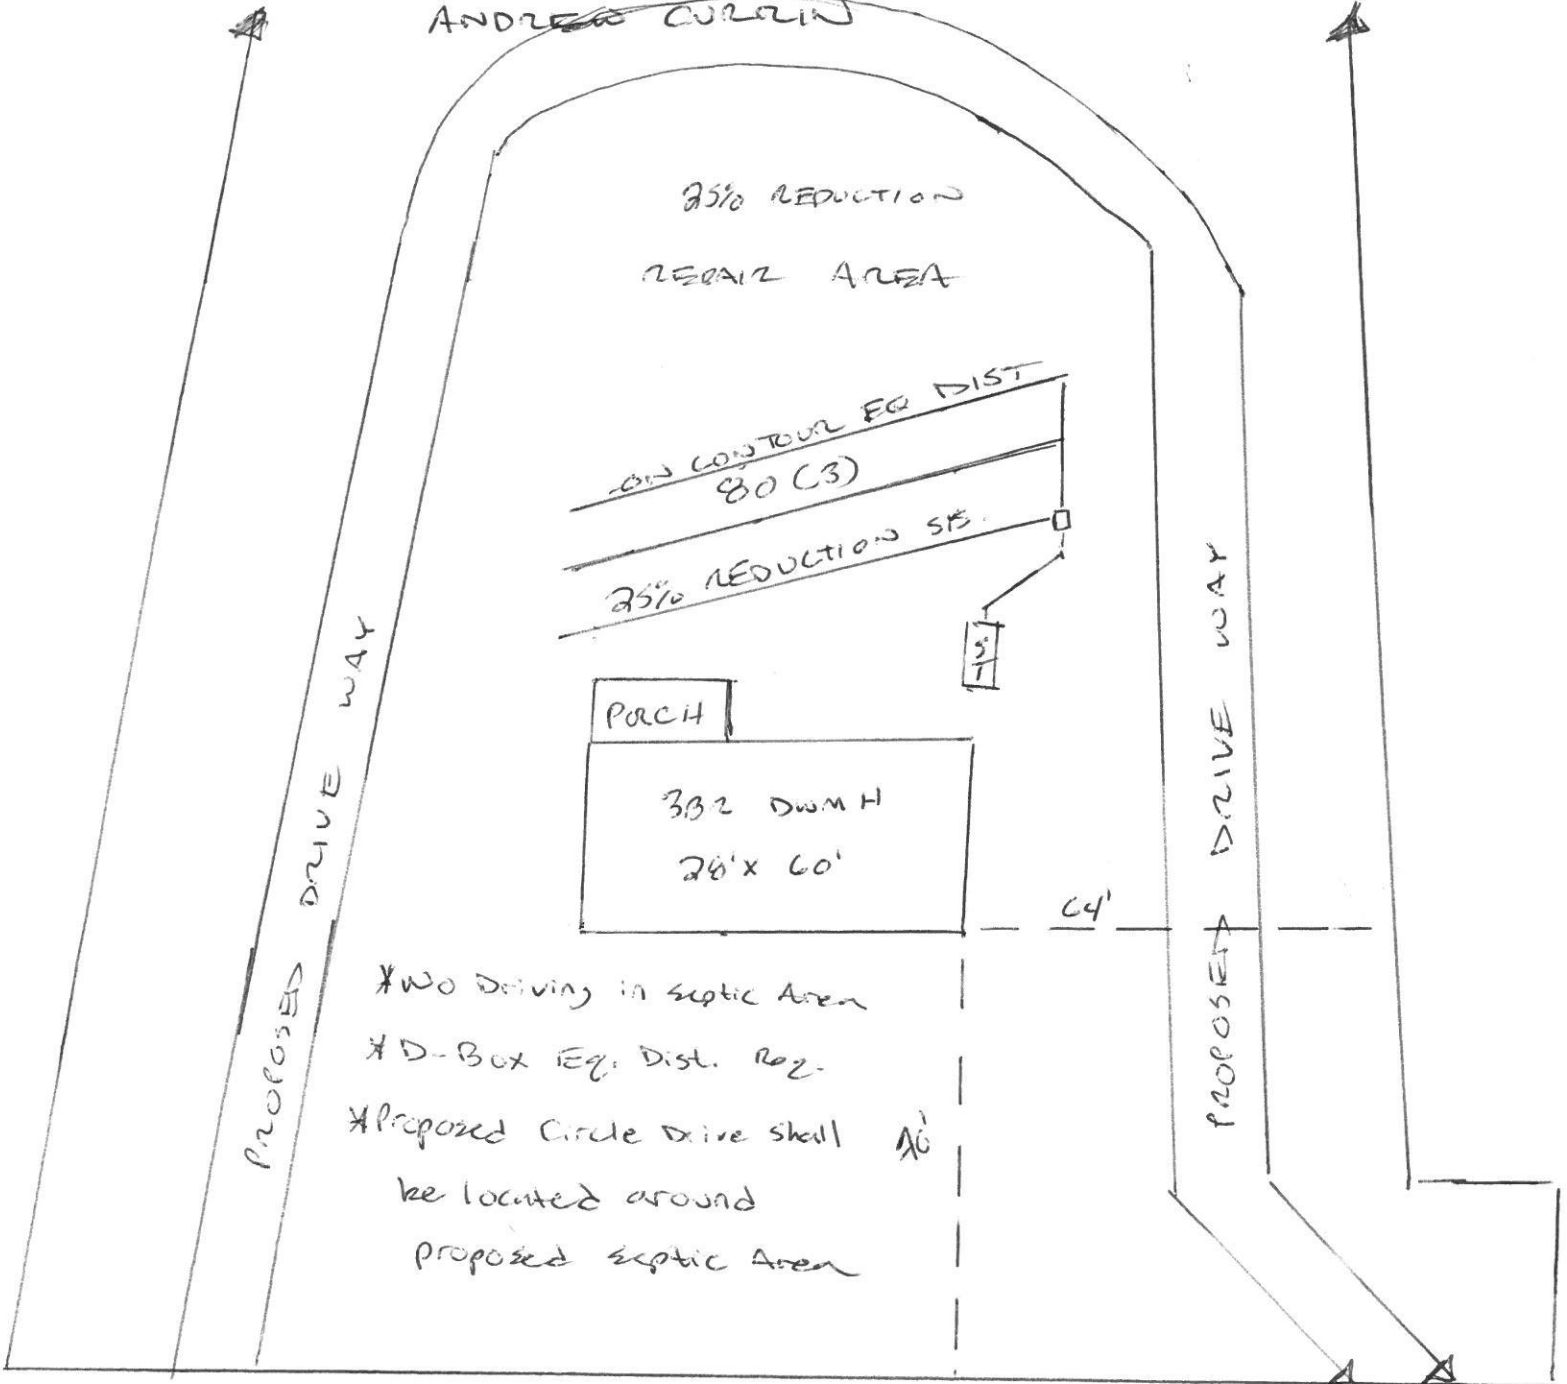 ANDREW CURRIN
25% REDUCTION
REPAIR AREA
ON CONTOUR EQ DIST
80 (3)
25% REDUCTION SYS.
ST
PORCH
3BR DWMH
28' x 60'
64'
PROPOSED DRIVE WAY
PROPOSED DRIVE WAY
*No Driving in septic Area
*D-Box Eq. Dist. Req.
*Proposed Circle Drive shall
be located around
proposed septic Area